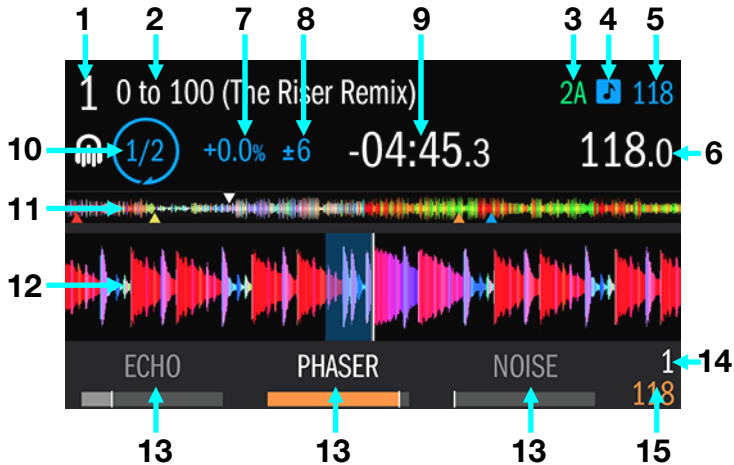 1 2 7 8 9 3 4 5
1 0 to 100 (The Riser Remix) 2A 118
10 1/2 +0.0% ±6 -04:45.3 118.0 6
11
12
ECHO PHASER NOISE 1 14
118
13 13 13 15